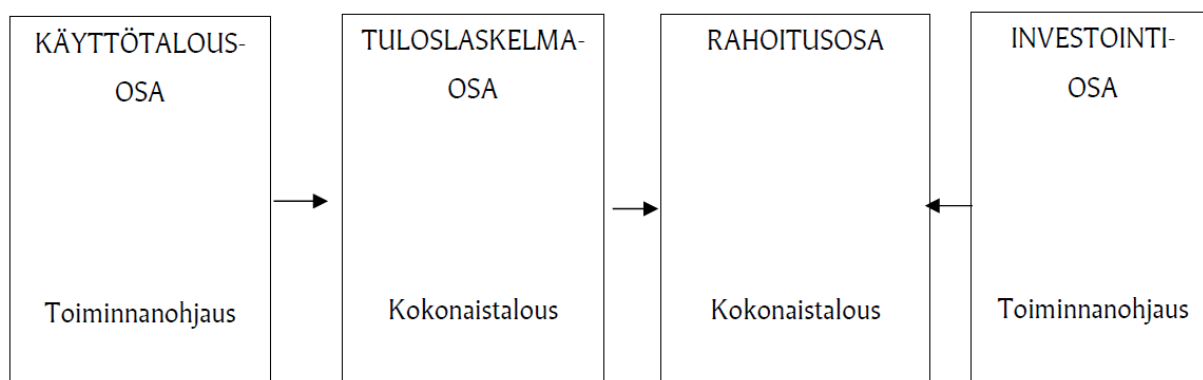 KÄYTTÖTALOUS-
OSA
Toiminnanohjaus
TULOSLASKELMA-
OSA
Kokonaistalous
RAHOITUSOSA
Kokonaistalous
INVESTOINTI-
OSA
Toiminnanohjaus